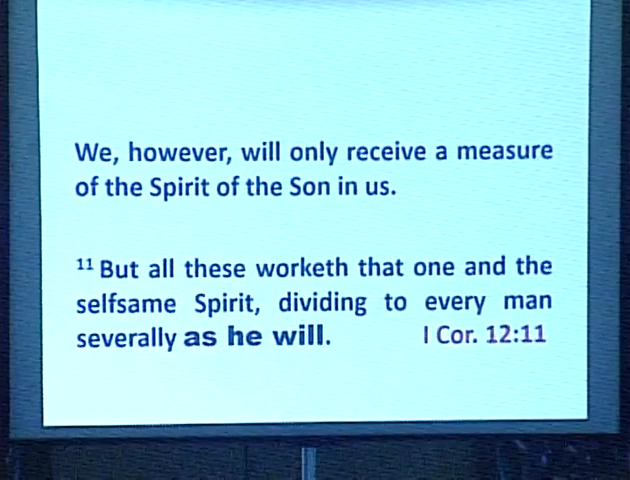 We, however, will only receive a measure
of the Spirit of the Son in us.
11 But all these worketh that one and the
selfsame Spirit, dividing to every man
severally as he will. I Cor. 12:11